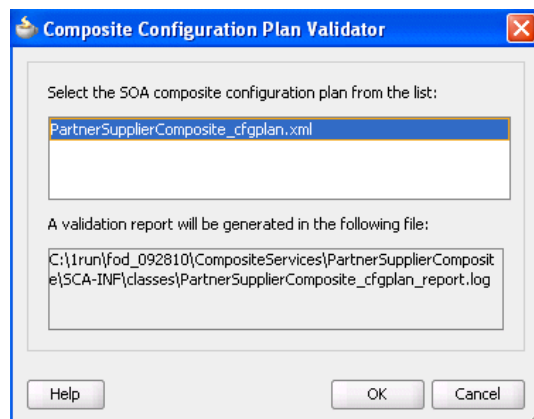 Composite Configuration Plan Validator
Select the SOA composite configuration plan from the list:
PartnerSupplierComposite_cfgplan.xml
A validation report will be generated in the following file:
C:\1run\fod_092810\CompositeServices\PartnerSupplierComposit
e\SCA-INF\classes\PartnerSupplierComposite_cfgplan_report.log
Help
OK
Cancel